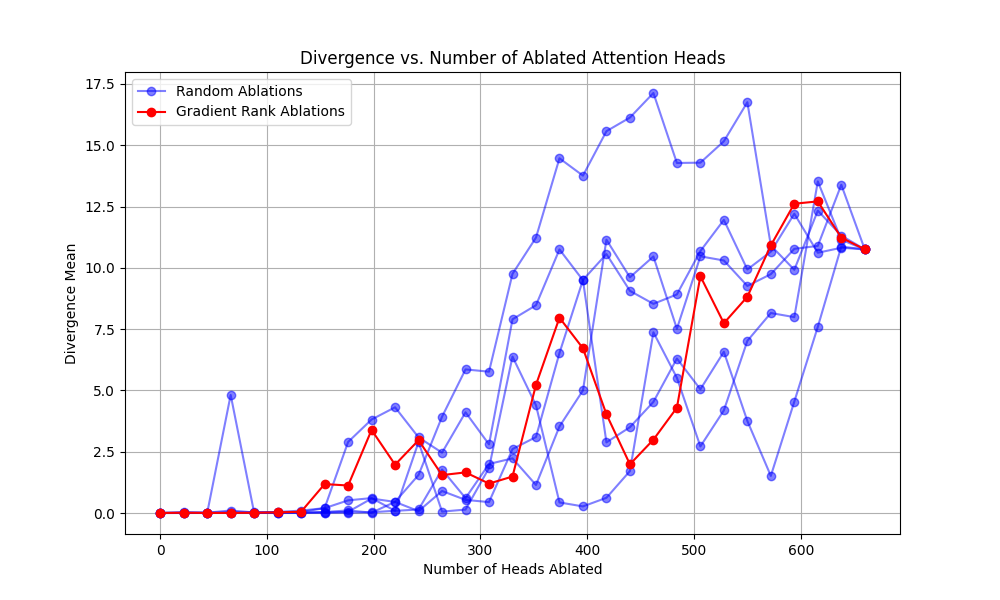 Divergence vs. Number of Ablated Attention Heads
Random Ablations
Gradient Rank Ablations
17.5
15.0
12.5
10.0
7.5
5.0
2.5
0.0
Divergence Mean
0 100 200 300 400 500 600
Number of Heads Ablated